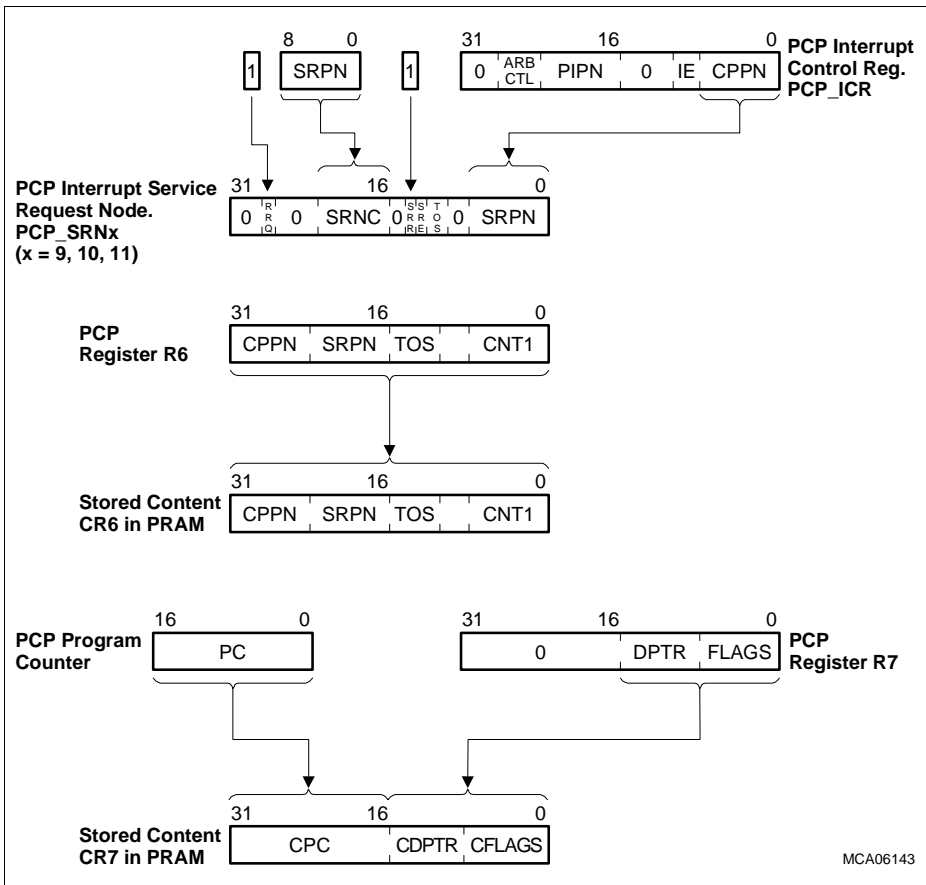 8 0
1 SRPN 1
31 16 0
0 ARB CTL PIPN 0 IE CPPN
PCP Interrupt
Control Reg.
PCP_ICR
PCP Interrupt Service
Request Node.
PCP_SRNx
(x = 9, 10, 11)
31 16 0
0 RRQ 0 SRNC 0 SRR SRE TOS 0 SRPN
PCP
Register R6
31 16 0
CPPN SRPN TOS CNT1
Stored Content
CR6 in PRAM
31 16 0
CPPN SRPN TOS CNT1
PCP Program
Counter
16 0
PC
31 16 0
0 DPTR FLAGS
PCP
Register R7
Stored Content
CR7 in PRAM
31 16 0
CPC CDPTR CFLAGS
MCA06143